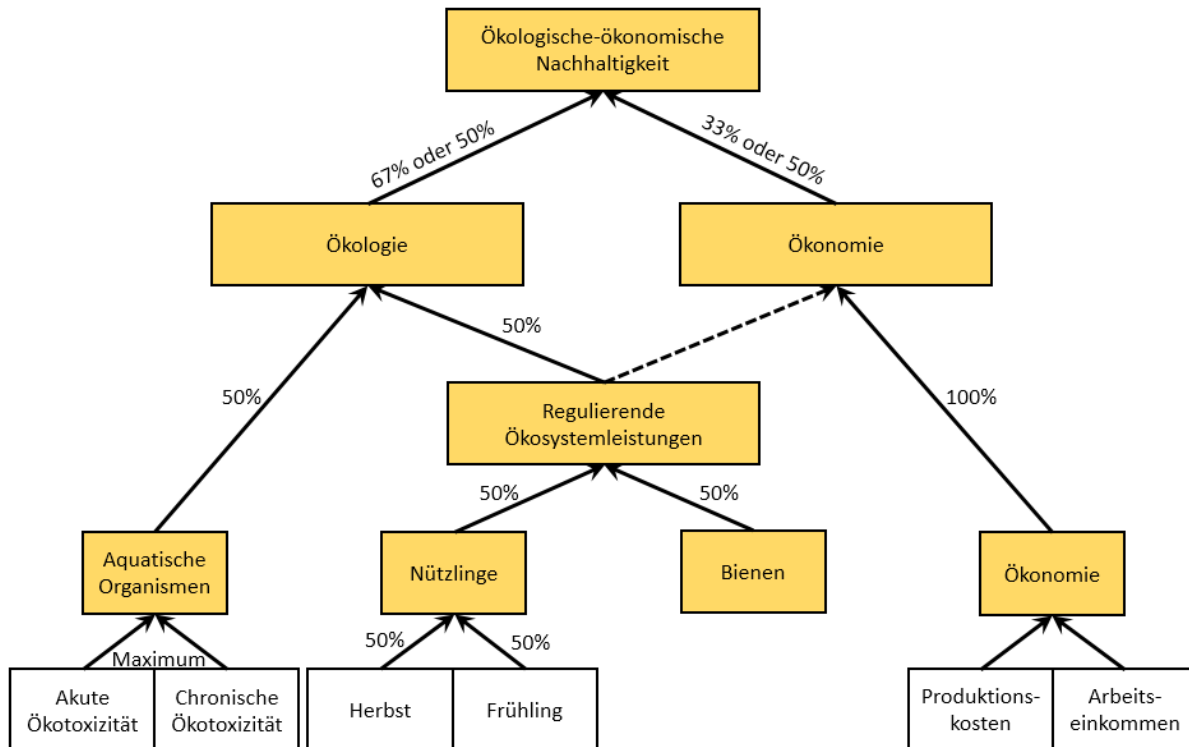 Ökologische-ökonomische
Nachhaltigkeit
67% oder 50%
33% oder 50%
Ökologie
Ökonomie
50%
50%
100%
Regulierende
Ökosystemleistungen
50%
50%
Aquatische
Organismen
Nützlinge
Bienen
Ökonomie
Maximum
50%
50%
Akute
Ökotoxizität
Chronische
Ökotoxizität
Herbst
Frühling
Produktions-
kosten
Arbeits-
einkommen